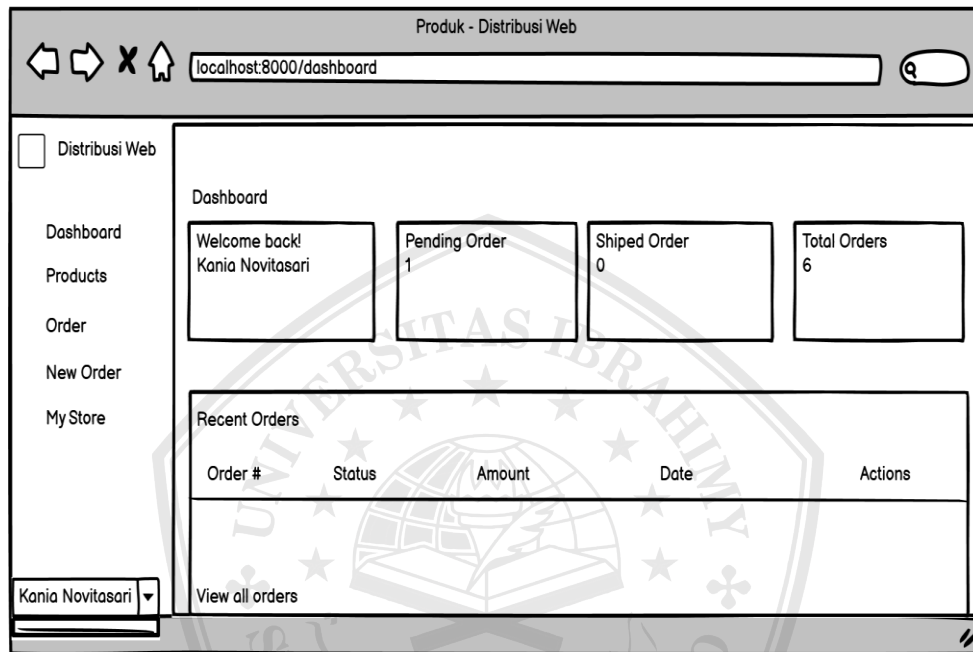 Produk - Distribusi Web
localhost:8000/dashboard
Distribusi Web
Dashboard
Products
Order
New Order
My Store
Kania Novitasari
Dashboard
Welcome back!
Kania Novitasari
Pending Order
1
Shiped Order
0
Total Orders
6
Recent Orders
Order # Status Amount Date Actions
View all orders
UNIVERSITAS IBRAHIMY